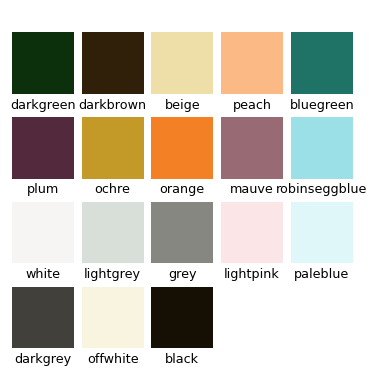 darkgreen darkbrown beige peach bluegreen
plum ochre orange mauve robinseggblue
white lightgrey grey lightpink paleblue
darkgrey offwhite black